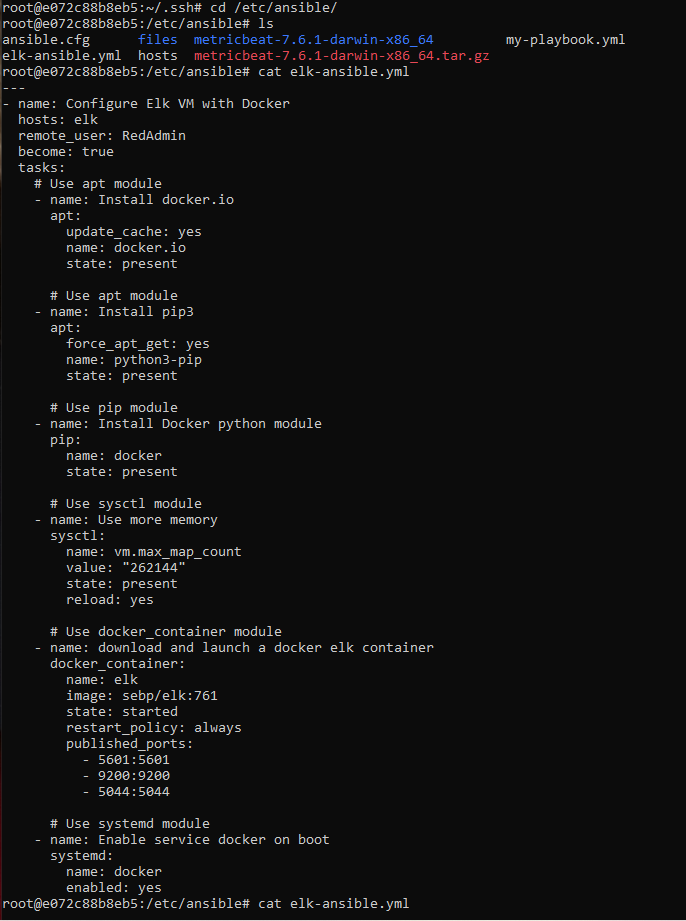 root@e072c88b8eb5:~/.ssh# cd /etc/ansible/
root@e072c88b8eb5:/etc/ansible# ls
ansible.cfg      files  metricbeat-7.6.1-darwin-x86_64         my-playbook.yml
elk-ansible.yml  hosts  metricbeat-7.6.1-darwin-x86_64.tar.gz
root@e072c88b8eb5:/etc/ansible# cat elk-ansible.yml
---
- name: Configure Elk VM with Docker
  hosts: elk
  remote_user: RedAdmin
  become: true
  tasks:
    # Use apt module
    - name: Install docker.io
      apt:
        update_cache: yes
        name: docker.io
        state: present

      # Use apt module
    - name: Install pip3
      apt:
        force_apt_get: yes
        name: python3-pip
        state: present

      # Use pip module
    - name: Install Docker python module
      pip:
        name: docker
        state: present

      # Use sysctl module
    - name: Use more memory
      sysctl:
        name: vm.max_map_count
        value: "262144"
        state: present
        reload: yes

      # Use docker_container module
    - name: download and launch a docker elk container
      docker_container:
        name: elk
        image: sebp/elk:761
        state: started
        restart_policy: always
        published_ports:
          - 5601:5601
          - 9200:9200
          - 5044:5044

      # Use systemd module
    - name: Enable service docker on boot
      systemd:
        name: docker
        enabled: yes
root@e072c88b8eb5:/etc/ansible# cat elk-ansible.yml